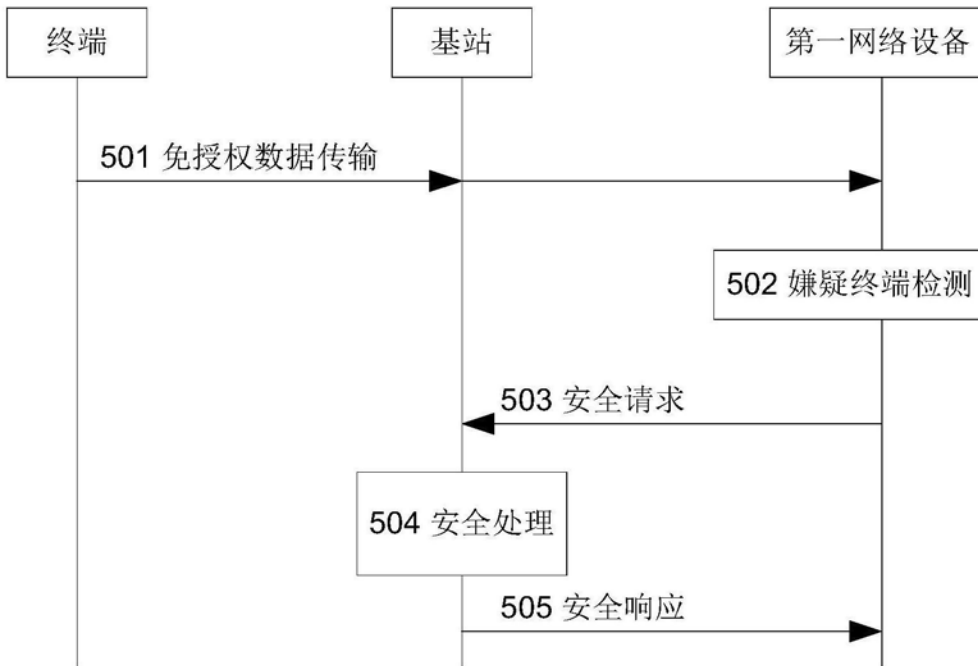 终端
基站
第一网络设备
501 免授权数据传输
502 嫌疑终端检测
503 安全请求
504 安全处理
505 安全响应